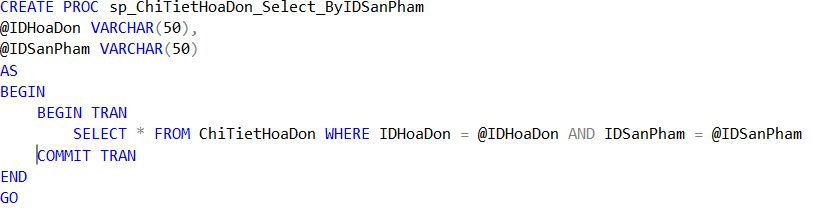 CREATE PROC sp_ChiTietHoaDon_Select_ByIDSanPham
@IDHoaDon VARCHAR(50),
@IDSanPham VARCHAR(50)
AS
BEGIN
    BEGIN TRAN
        SELECT * FROM ChiTietHoaDon WHERE IDHoaDon = @IDHoaDon AND IDSanPham = @IDSanPham
    COMMIT TRAN
END
GO